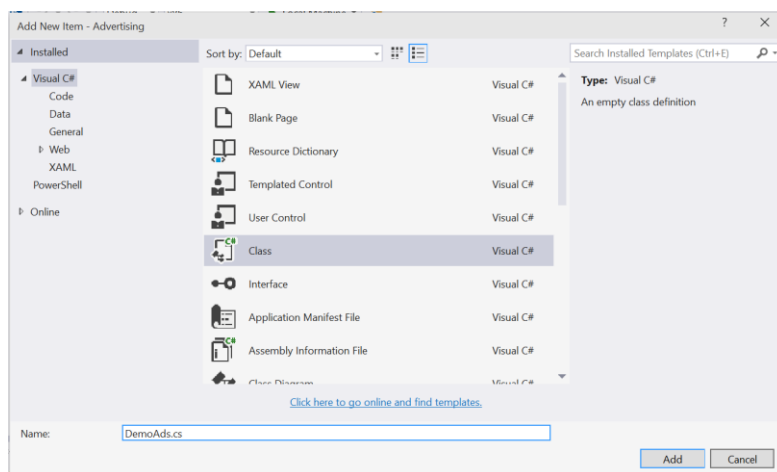 Add New Item - Advertising
? ×
Installed
Sort by: Default
Search Installed Templates (Ctrl+E)
Visual C#
Code
Data
General
Web
XAML
PowerShell
Online
XAML View Visual C#
Blank Page Visual C#
Resource Dictionary Visual C#
Templated Control Visual C#
User Control Visual C#
Class Visual C#
Interface Visual C#
Application Manifest File Visual C#
Assembly Information File Visual C#
Class Diagram Visual C#
Type: Visual C#
An empty class definition
Click here to go online and find templates.
Name: DemoAds.cs
Add Cancel